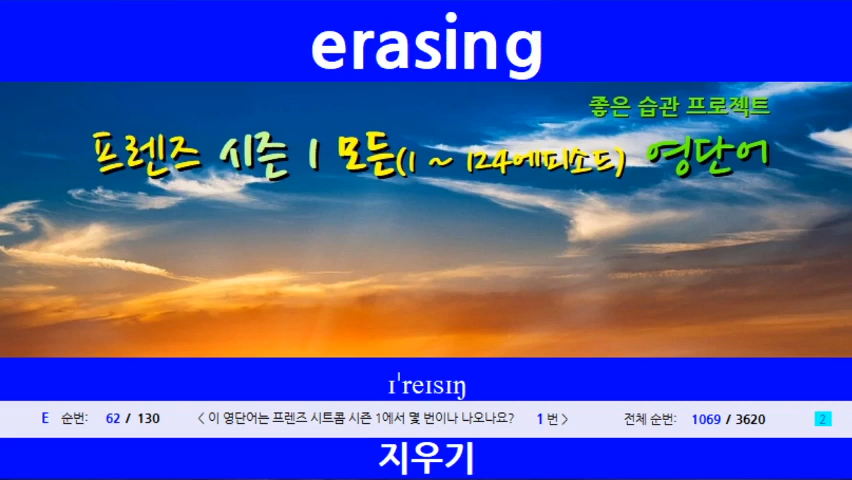 erasing
좋은 습관 프로젝트
프렌즈 시즌 1 모든(1 ~ 124에피소드) 영단어
ɪˈreɪsɪŋ
E 순번: 62 / 130 < 이 영단어는 프렌즈 시트콤 시즌 1에서 몇 번이나 나오나요? 1 번 > 전체 순번: 1069 / 3620 2
지우기